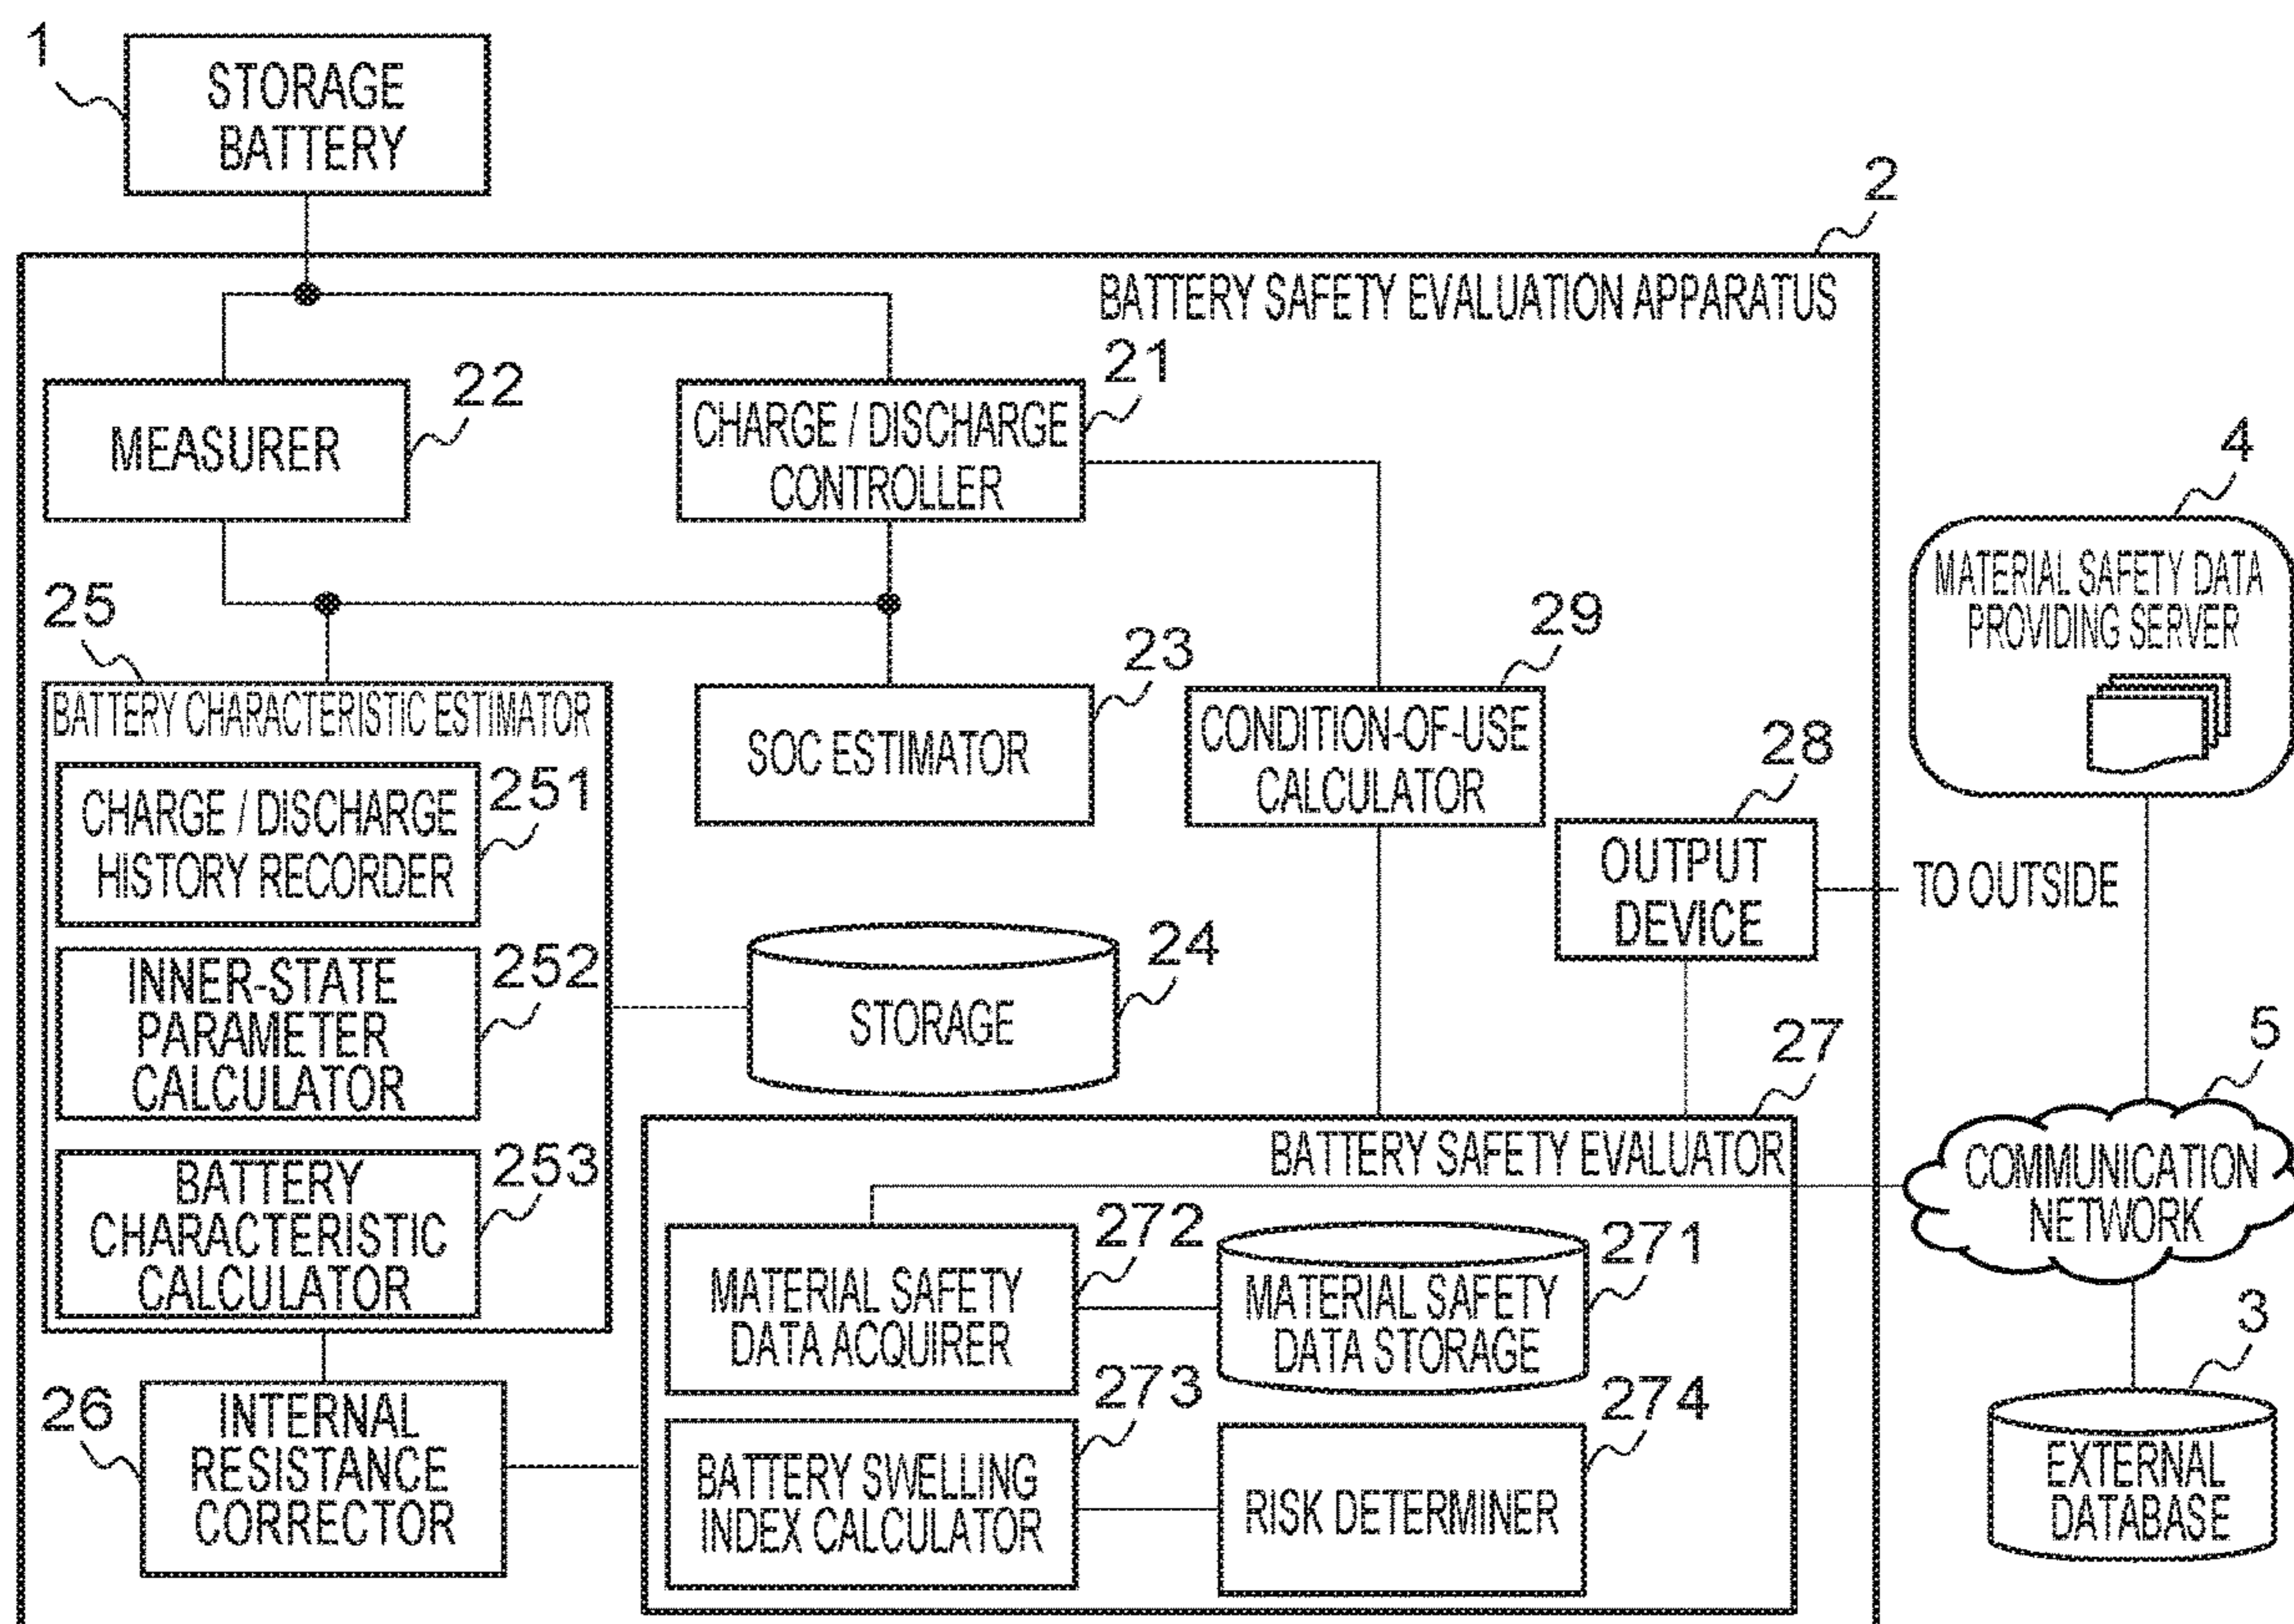 1
STORAGE
BATTERY
2
BATTERY SAFETY EVALUATION APPARATUS
22
MEASURER
21
CHARGE / DISCHARGE
CONTROLLER
4
MATERIAL SAFETY DATA
PROVIDING SERVER
25
BATTERY CHARACTERISTIC ESTIMATOR
23
SOC ESTIMATOR
29
CONDITION-OF-USE
CALCULATOR
28
OUTPUT
DEVICE
TO OUTSIDE
251
CHARGE / DISCHARGE
HISTORY RECORDER
252
INNER-STATE
PARAMETER
CALCULATOR
24
STORAGE
253
BATTERY
CHARACTERISTIC
CALCULATOR
27
BATTERY SAFETY EVALUATOR
5
COMMUNICATION
NETWORK
272
MATERIAL SAFETY
DATA ACQUIRER
271
MATERIAL SAFETY
DATA STORAGE
3
EXTERNAL
DATABASE
26
INTERNAL
RESISTANCE
CORRECTOR
273
BATTERY SWELLING
INDEX CALCULATOR
274
RISK DETERMINER